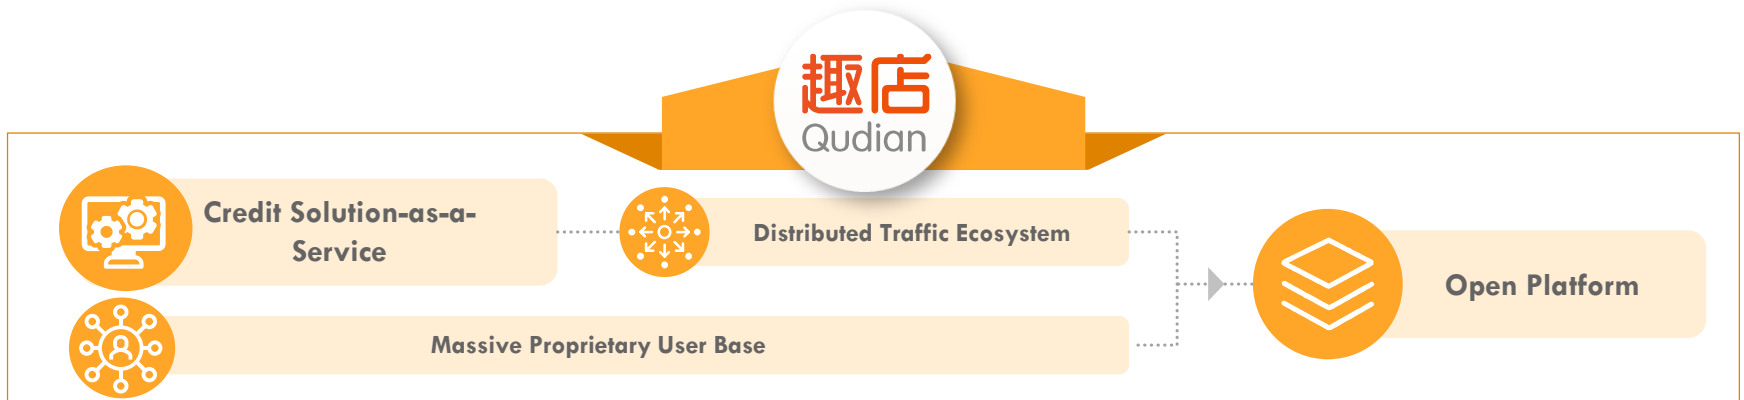 趣店
Qudian
Credit Solution-as-a-
Service
Distributed Traffic Ecosystem
Open Platform
Massive Proprietary User Base